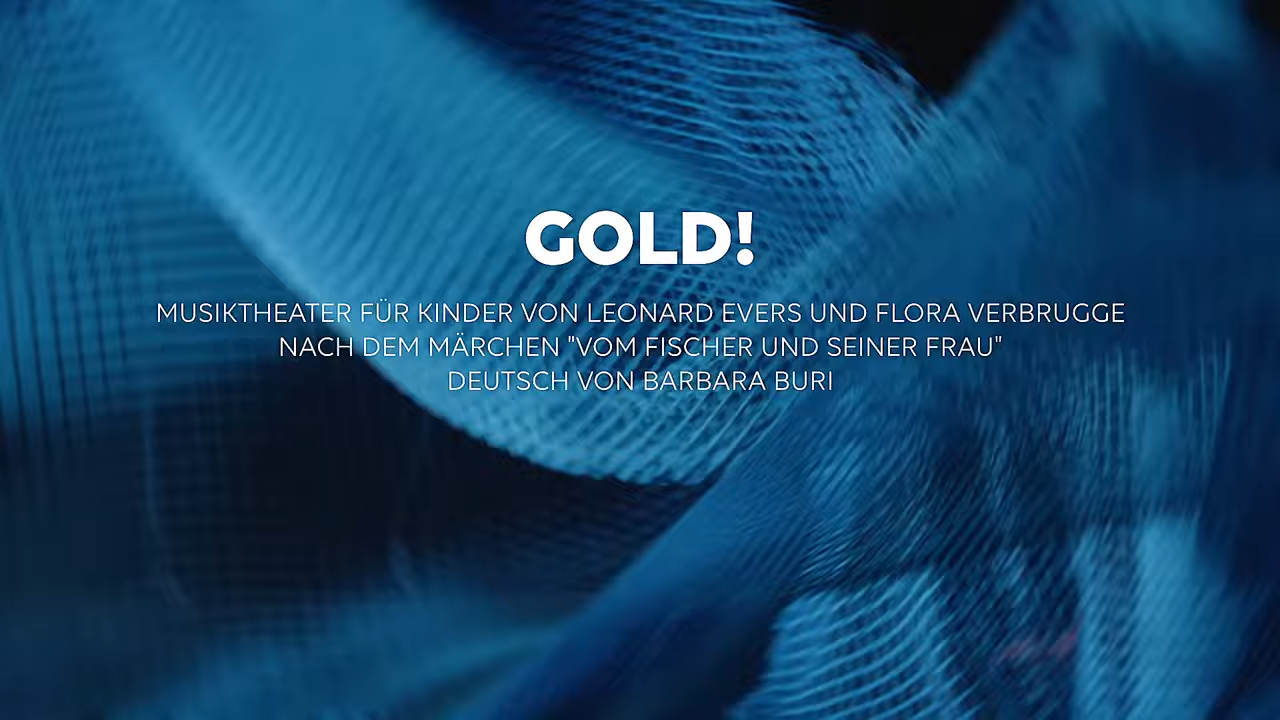 GOLD!
MUSIKTHEATER FÜR KINDER VON LEONARD EVERS UND FLORA VERBRUGGE
NACH DEM MÄRCHEN "VOM FISCHER UND SEINER FRAU"
DEUTSCH VON BARBARA BURI